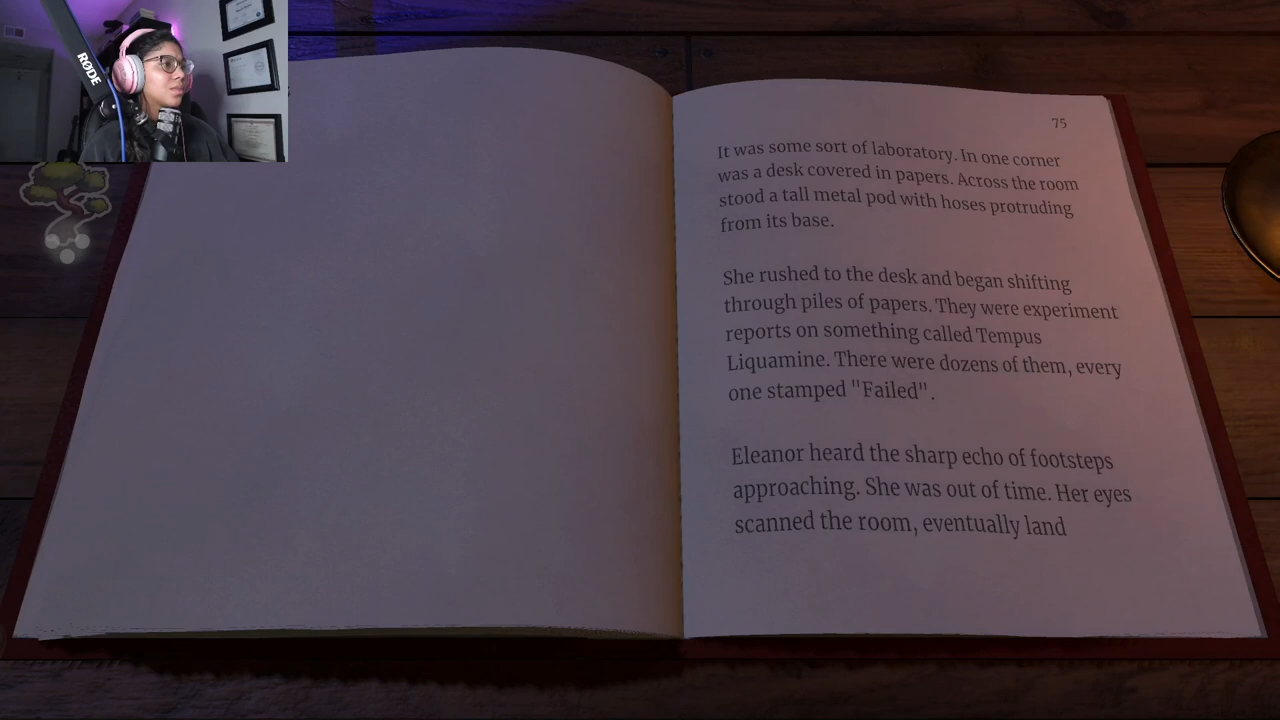 RØDE
75
It was some sort of laboratory. In one corner
was a desk covered in papers. Across the room
stood a tall metal pod with hoses protruding
from its base.
She rushed to the desk and began shifting
through piles of papers. They were experiment
reports on something called Tempus
Liquamine. There were dozens of them, every
one stamped "Failed".
Eleanor heard the sharp echo of footsteps
approaching. She was out of time. Her eyes
scanned the room, eventually land